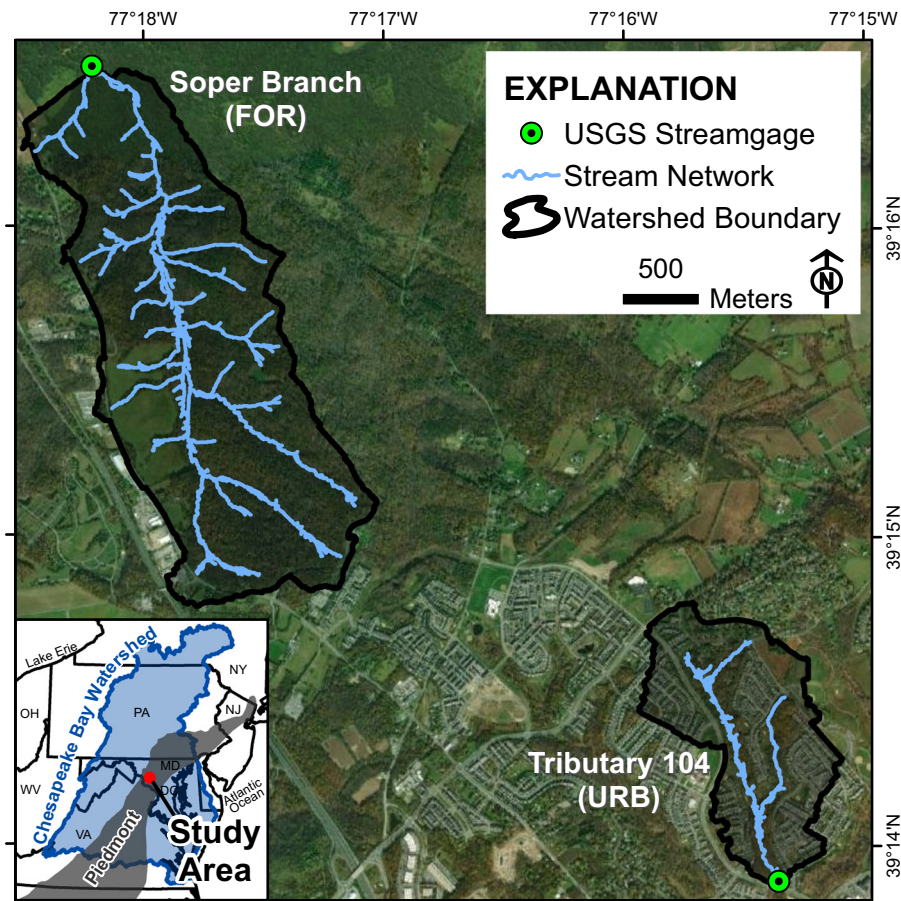 77°18'W
77°17'W
77°16'W
77°15'W
Soper Branch
(FOR)
EXPLANATION
USGS Streamgage
Stream Network
Watershed Boundary
500
Meters
N
39°16'N
39°15'N
39°14'N
Tributary 104
(URB)
Lake Erie
Chesapeake Bay Watershed
NY
OH
PA
NJ
MD
WV
DC
Atlantic
Ocean
VA
Piedmont
Study
Area